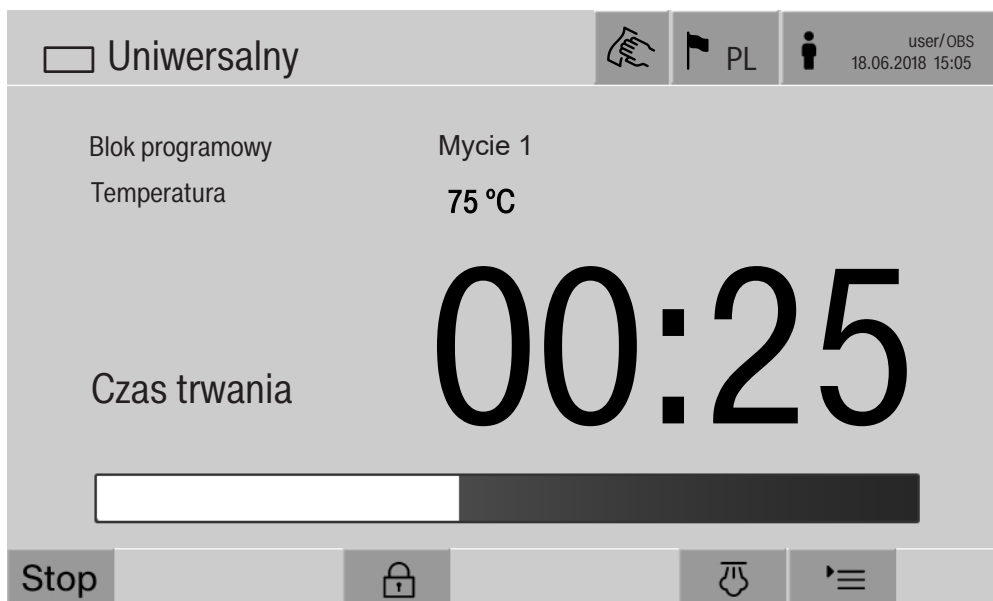 Uniwersalny
PL
user/OBS
18.06.2018 15:05
Blok programowy Mycie 1
Temperatura 75 °C
Czas trwania 00:25
Stop